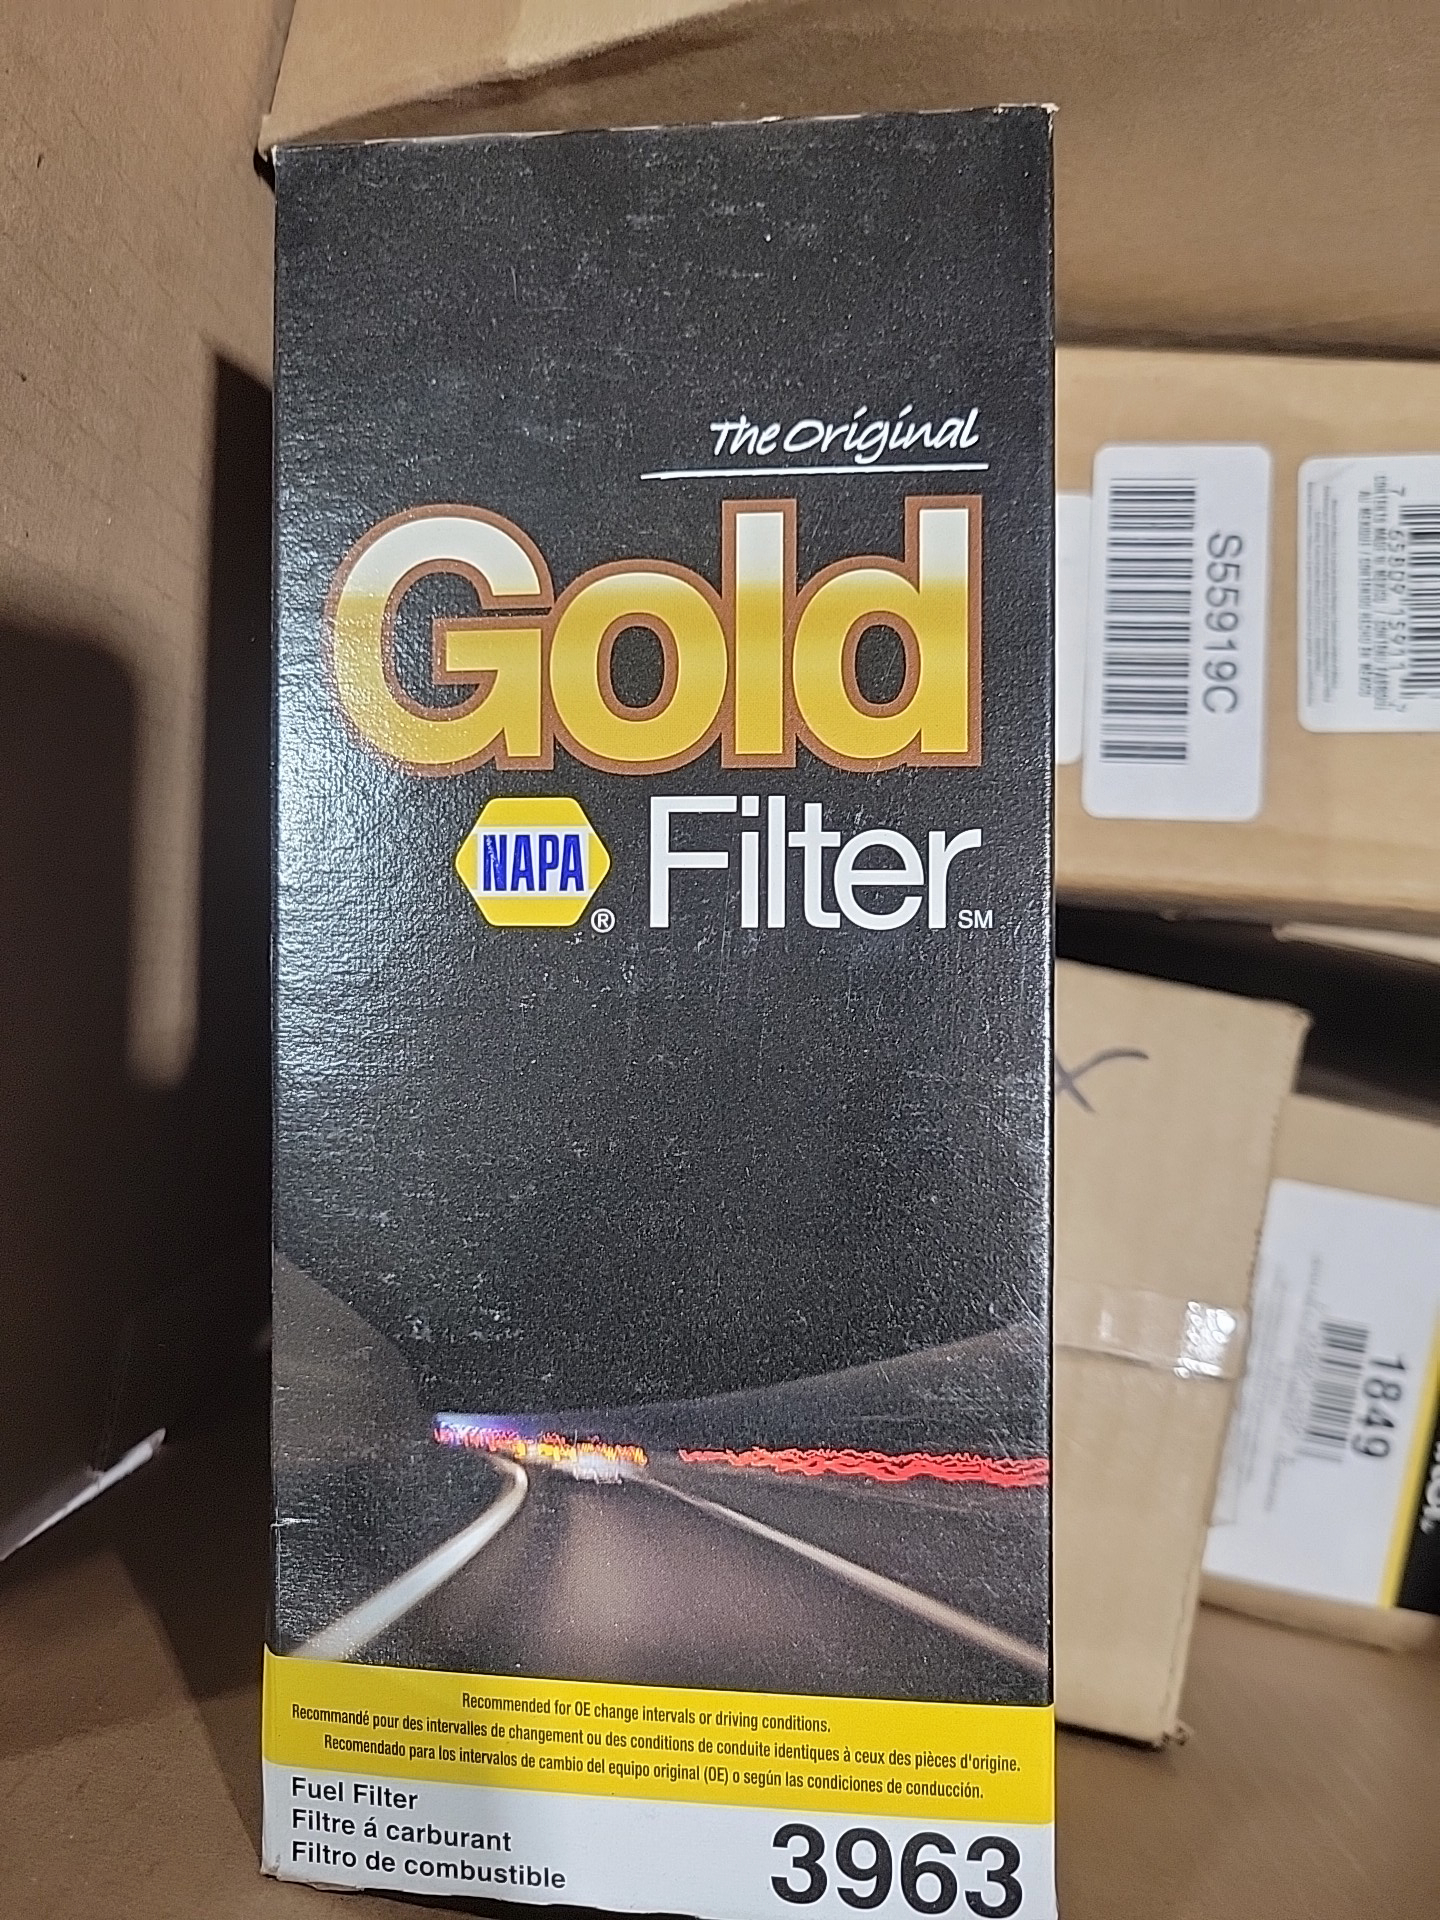 The Original
Gold
NAPA® Filter SM
Recommended for OE change intervals or driving conditions.
Recommandé pour des intervalles de changement ou des conditions de conduite identiques à ceux des pièces d'origine.
Recomendado para los intervalos de cambio del equipo original (OE) o según las condiciones de conducción.
Fuel Filter
Filtre á carburant
Filtro de combustible
3963
S5919C
X
1849